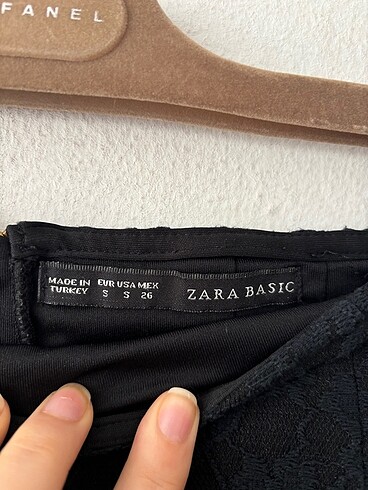 FANEL
MADE IN EUR USA MEX
TURKEY S S 26 ZARA BASIC